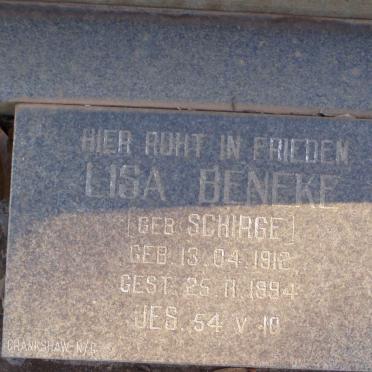 HIER RUHT IN FRIEDEN
LISA BENEKE
[GEB SCHIRGE]
GEB 13.04.1912
GEST. 25.11.1994
JES. 54 V 10
CRANKSHAW N/C